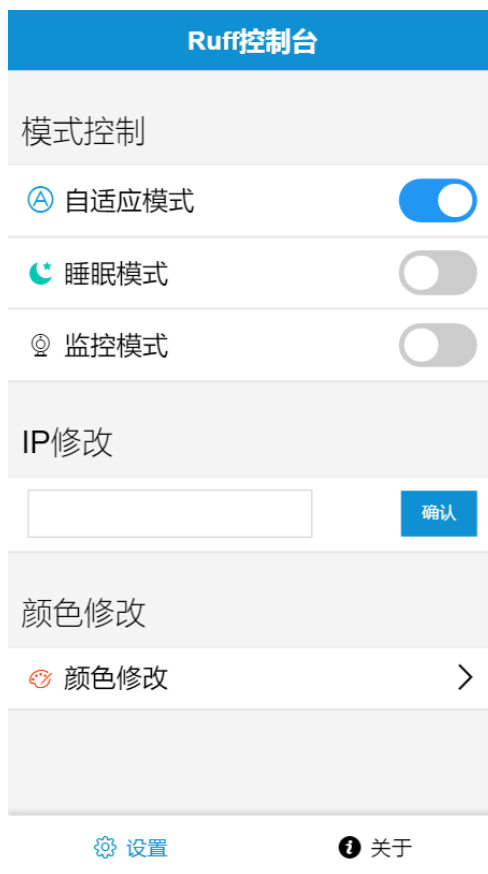 Ruff控制台
模式控制
自适应模式
睡眠模式
监控模式
IP修改
确认
颜色修改
颜色修改
设置
关于